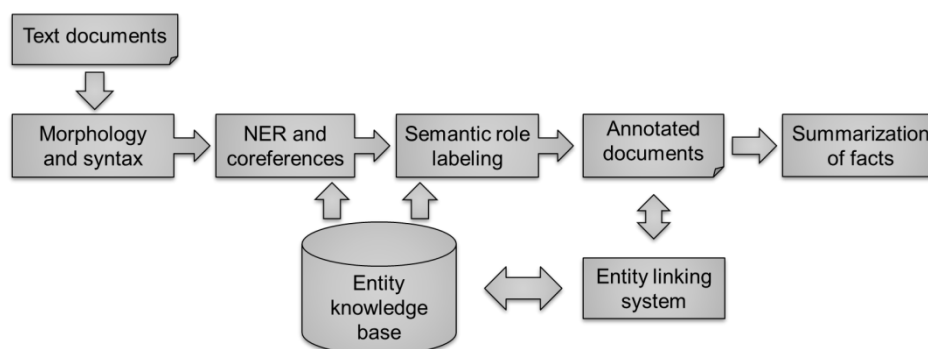 Text documents
Morphology
and syntax
NER and
coreferences
Semantic role
labeling
Annotated
documents
Summarization
of facts
Entity
knowledge
base
Entity linking
system